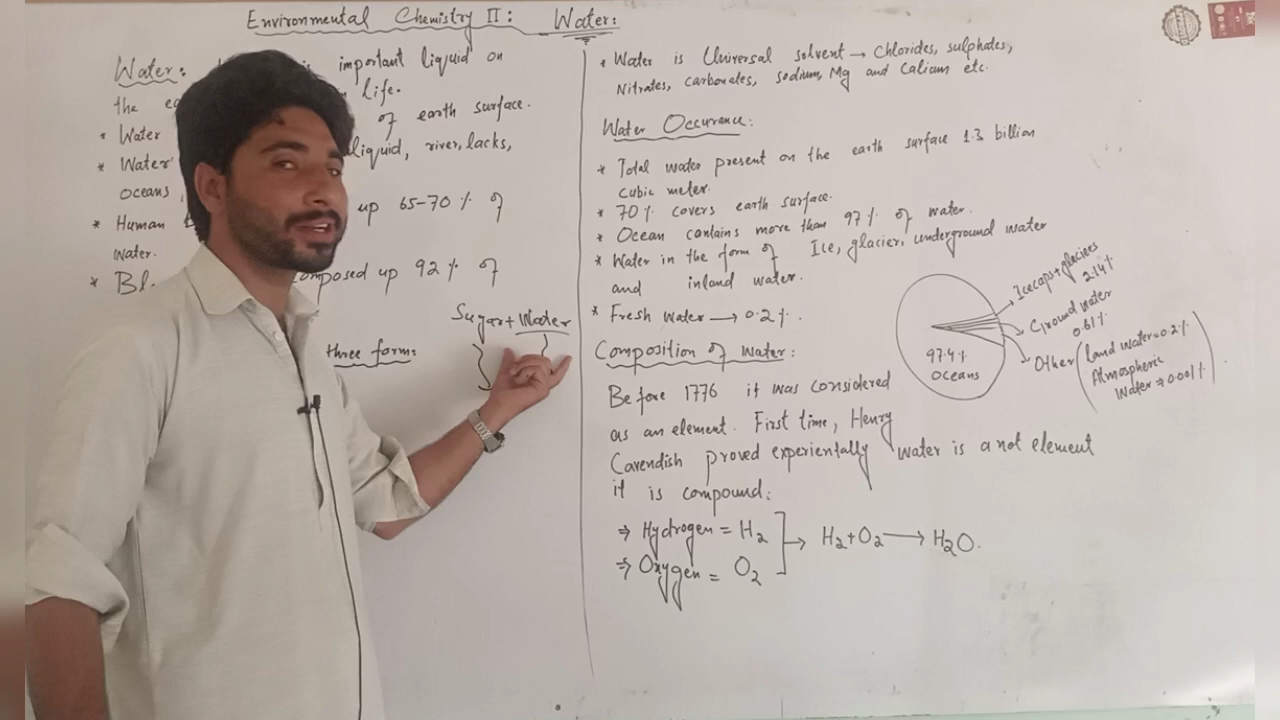 Environmental Chemistry II: Water:
Water: is important liquid on
the life.
* Water of earth surface.
* Water liquid, river, lacks,
oceans
* Human up 65-70% of
water.
* Bl composed up 92% of
Sugar + Water
three form:
* Water is Universal solvent → Chlorides, sulphates,
Nitrates, carbonates, sodium, Mg and Calium etc.
Water Occurance:
* Total water present on the earth surface 1.3 billion
cubic meter.
* 70% covers earth surface.
* Ocean contains more than 97% of water.
* Water in the form of Ice, glacier, underground water
and inland water.
* Fresh water → 0.2%.
97.4%
oceans
Icecaps + glaciers
2.14%
Ground water
0.61%
Other (Land water = 0.2%
Atmospheric
Water ⇒ 0.001%)
Composition of Water:
Before 1776 it was considered
as an element. First time, Henry
Cavendish proved experientally water is a not element
it is compound:
⇒ Hydrogen = H₂
⇒ Oxygen = O₂
→ H₂ + O₂ → H₂O.